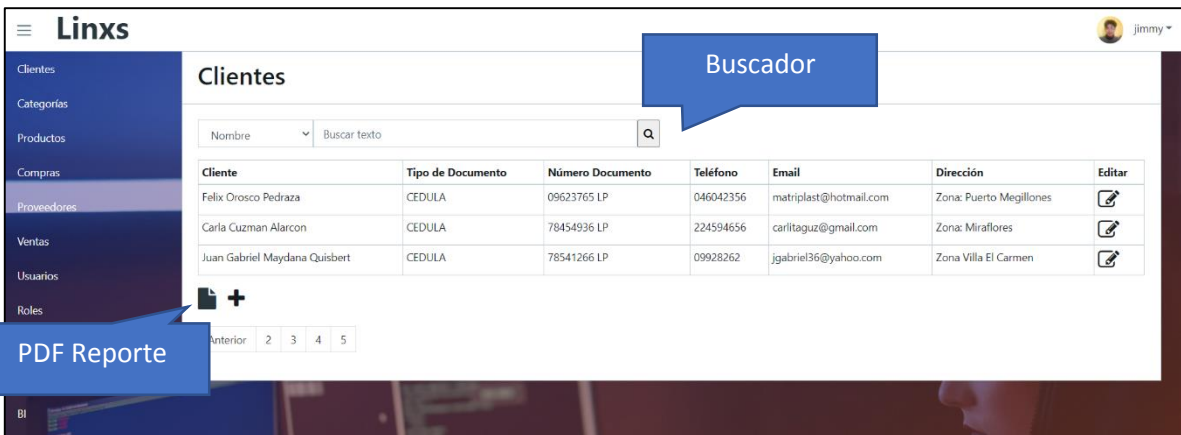 Linxs
jimmy
Buscador
Clientes
Categorías
Productos
Compras
Proveedores
Ventas
Usuarios
Roles
BI
Clientes
Nombre Buscar texto
Cliente Tipo de Documento Número Documento Teléfono Email Dirección Editar
Felix Orosco Pedraza CEDULA 09623765 LP 046042356 matriplast@hotmail.com Zona: Puerto Megillones
Carla Cuzman Alarcon CEDULA 78454936 LP 224594656 carlitaguz@gmail.com Zona: Miraflores
Juan Gabriel Maydana Quisbert CEDULA 78541266 LP 09928262 jgabriel36@yahoo.com Zona Villa El Carmen
PDF Reporte
Anterior 2 3 4 5